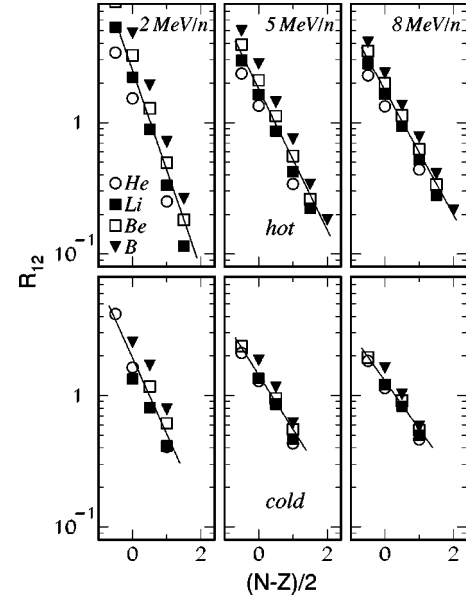 2 MeV/n 5 MeV/n 8 MeV/n
He
Li
Be
B
hot
1
10⁻¹
R₁₂
cold
1
10⁻¹
0 2 0 2 0 2
(N-Z)/2